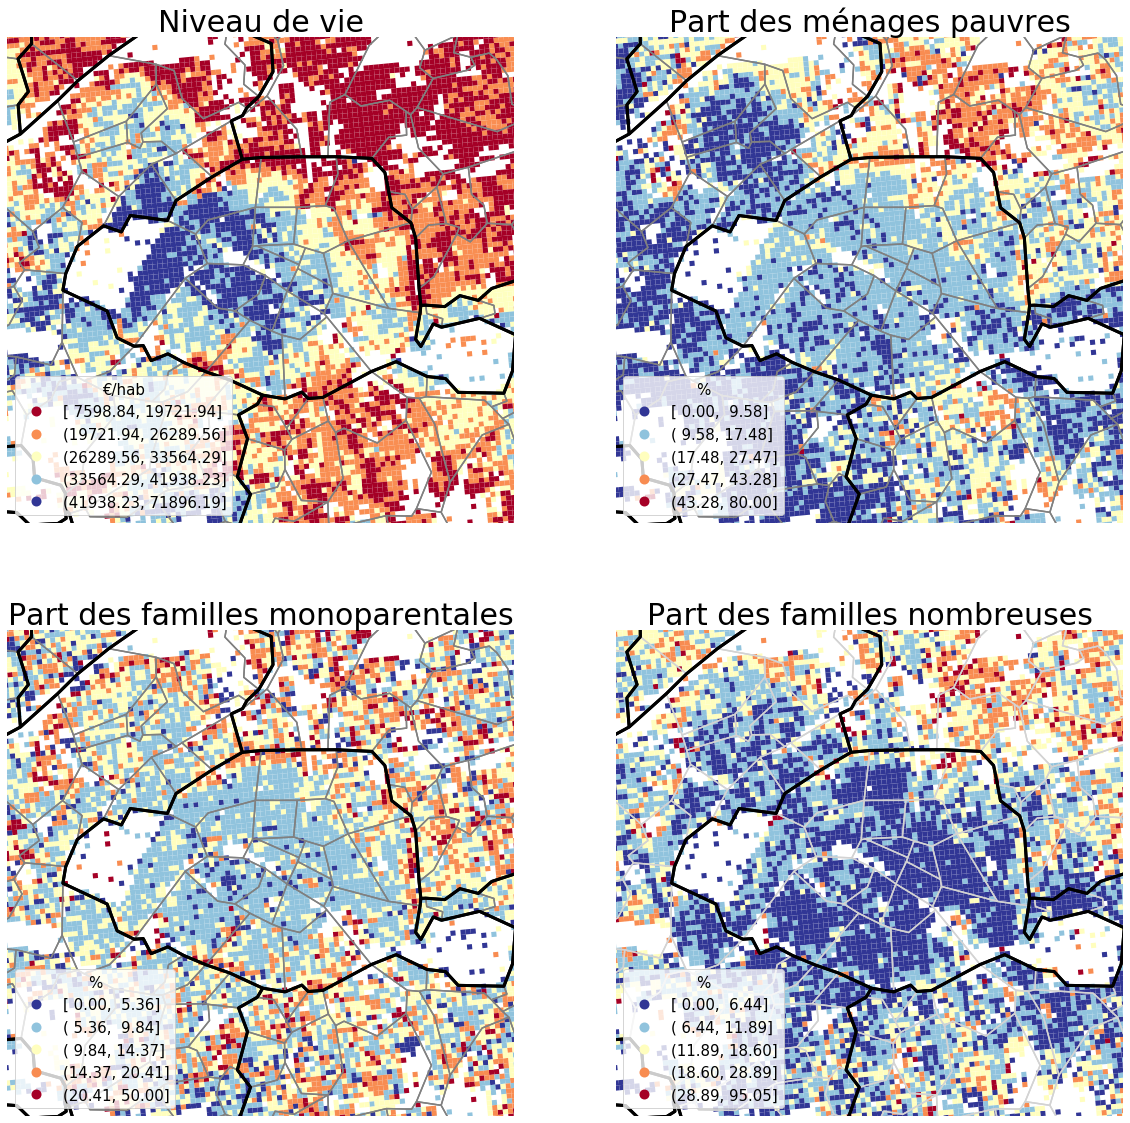 Niveau de vie
€/hab
[ 7598.84, 19721.94]
(19721.94, 26289.56]
(26289.56, 33564.29]
(33564.29, 41938.23]
(41938.23, 71896.19]
Part des ménages pauvres
%
[ 0.00,  9.58]
( 9.58, 17.48]
(17.48, 27.47]
(27.47, 43.28]
(43.28, 80.00]
Part des familles monoparentales
%
[ 0.00,  5.36]
( 5.36,  9.84]
( 9.84, 14.37]
(14.37, 20.41]
(20.41, 50.00]
Part des familles nombreuses
%
[ 0.00,  6.44]
( 6.44, 11.89]
(11.89, 18.60]
(18.60, 28.89]
(28.89, 95.05]